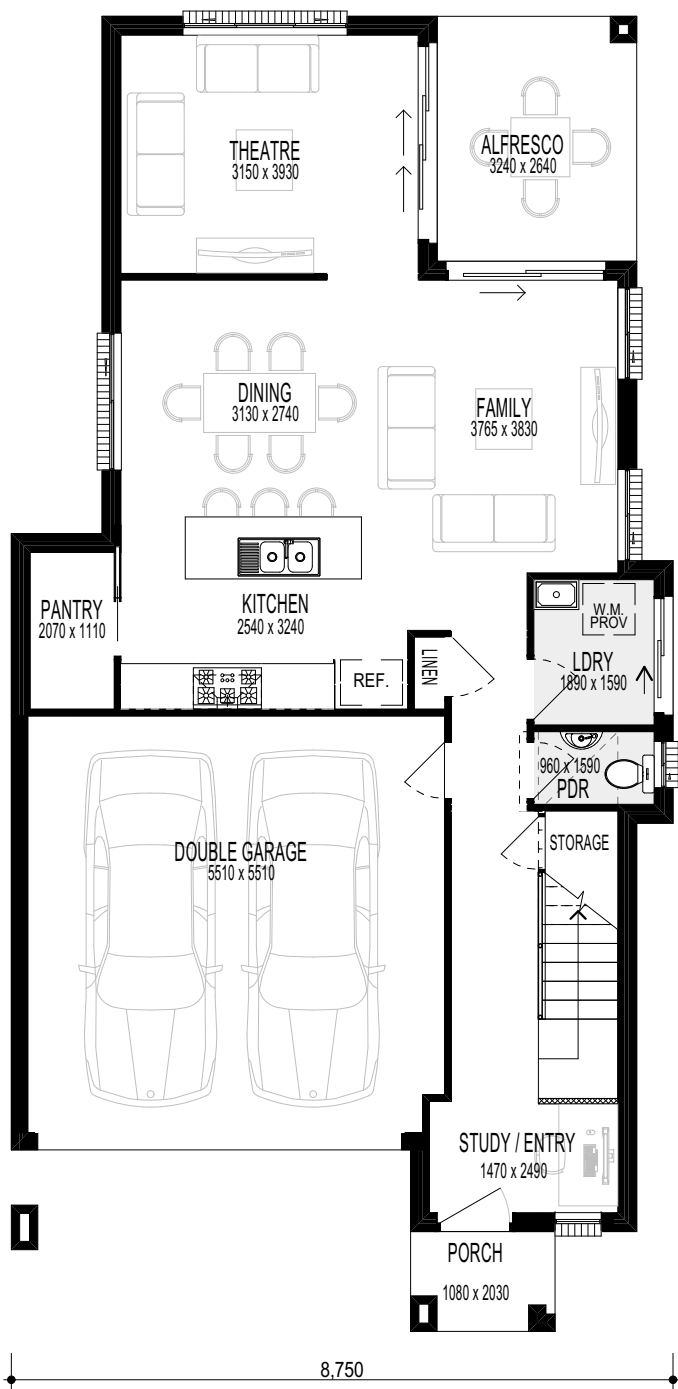 THEATRE
3150 x 3930
ALFRESCO
3240 x 2640
DINING
3130 x 2740
FAMILY
3765 x 3830
PANTRY
2070 x 1110
KITCHEN
2540 x 3240
W.M.
PROV
LDRY
1890 x 1590
LINEN
REF.
960 x 1590
PDR
DOUBLE GARAGE
5510 x 5510
STORAGE
STUDY / ENTRY
1470 x 2490
PORCH
1080 x 2030
8,750